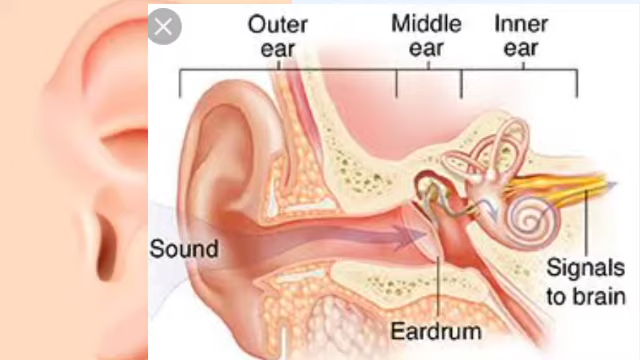 Outer
ear
Middle
ear
Inner
ear
Sound
Signals
to brain
Eardrum